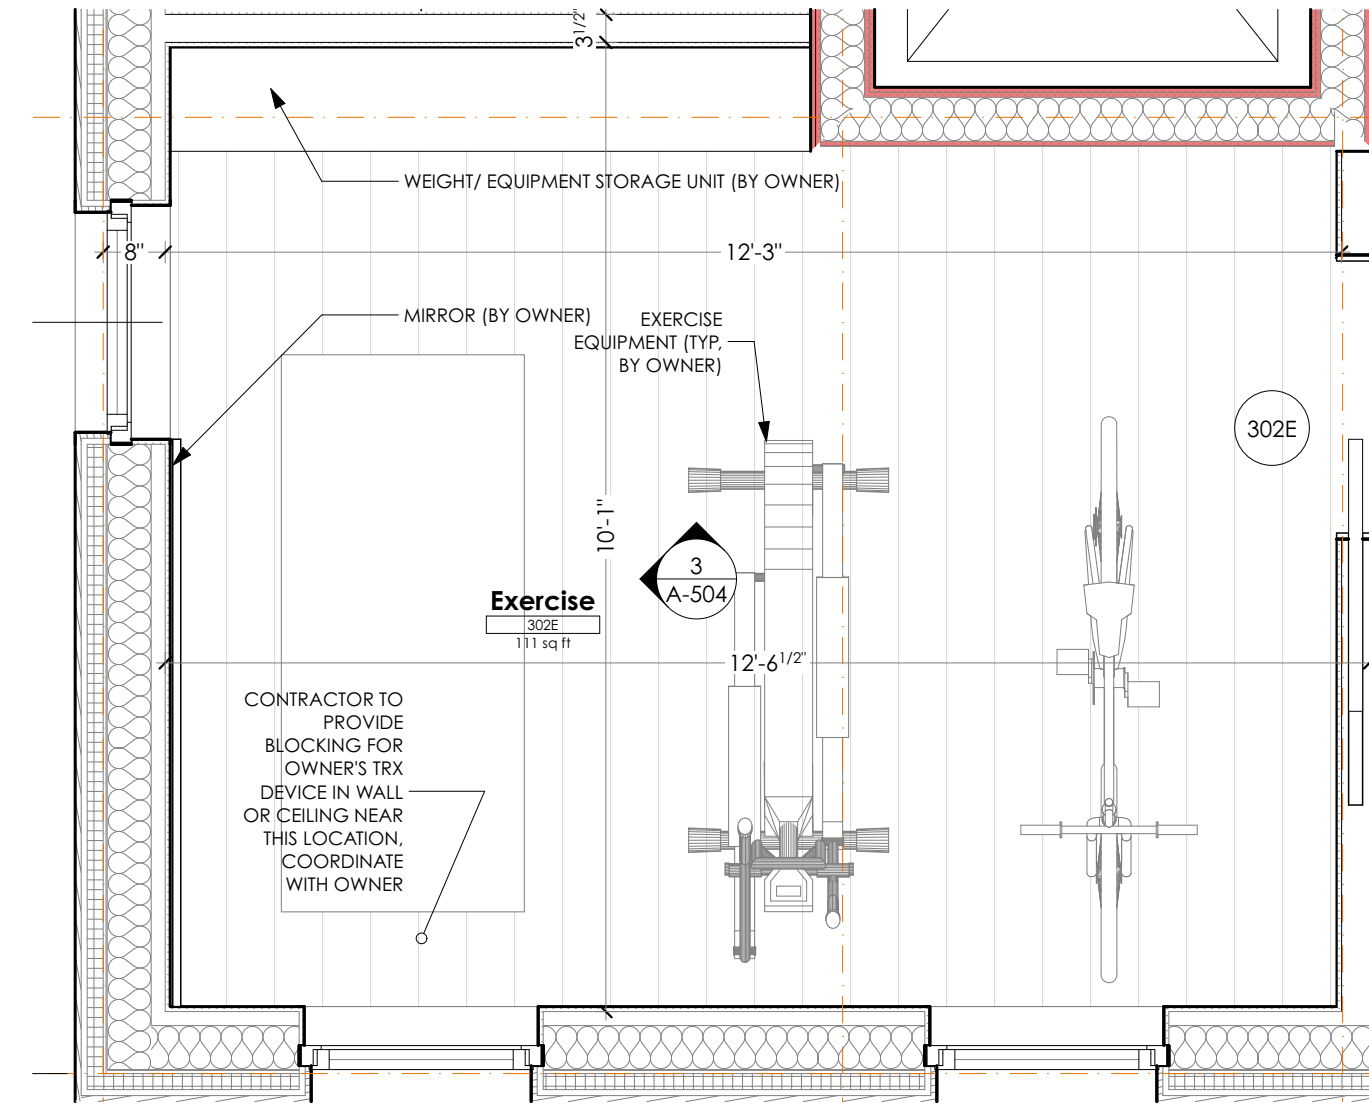 3 1/2"
WEIGHT/ EQUIPMENT STORAGE UNIT (BY OWNER)
8"
12'-3"
MIRROR (BY OWNER)
EXERCISE
EQUIPMENT (TYP,
BY OWNER)
302E
10'-1"
3
A-504
Exercise
302E
111 sq ft
12'-6 1/2"
CONTRACTOR TO
PROVIDE
BLOCKING FOR
OWNER'S TRX
DEVICE IN WALL
OR CEILING NEAR
THIS LOCATION,
COORDINATE
WITH OWNER